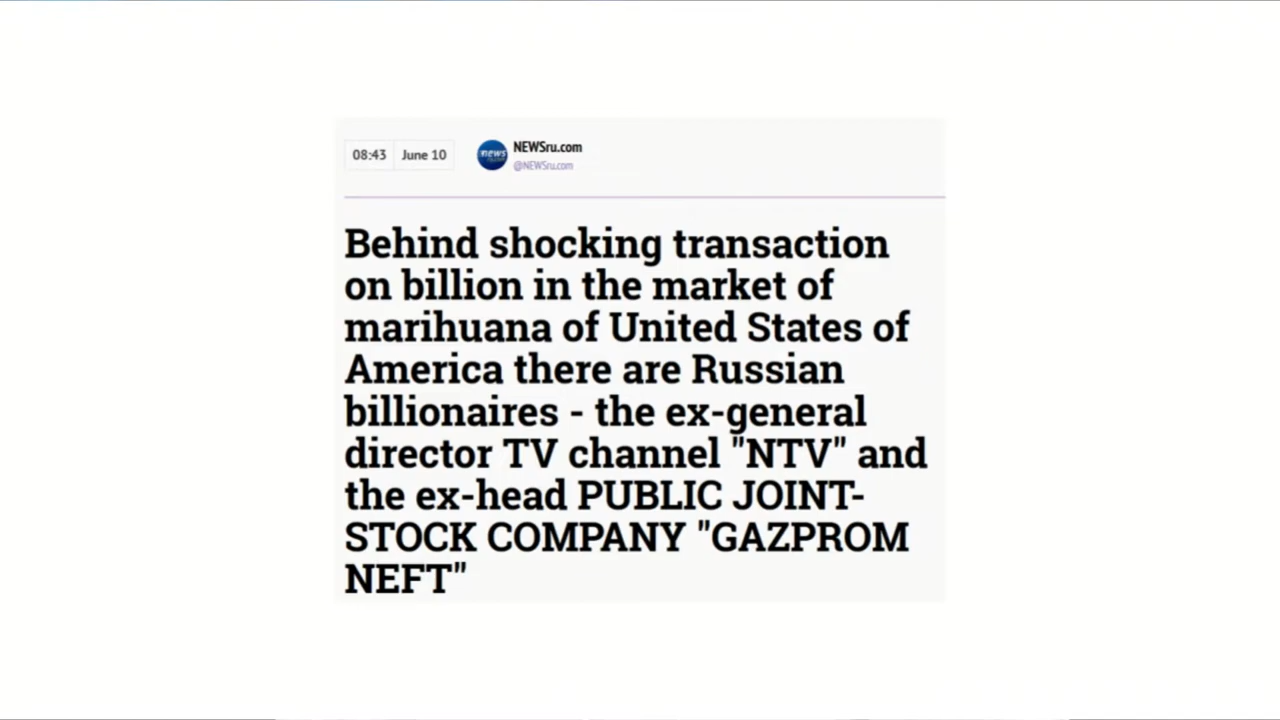 08:43 June 10 NEWSru.com
@NEWSru.com
Behind shocking transaction
on billion in the market of
marihuana of United States of
America there are Russian
billionaires - the ex-general
director TV channel "NTV" and
the ex-head PUBLIC JOINT-
STOCK COMPANY "GAZPROM
NEFT"